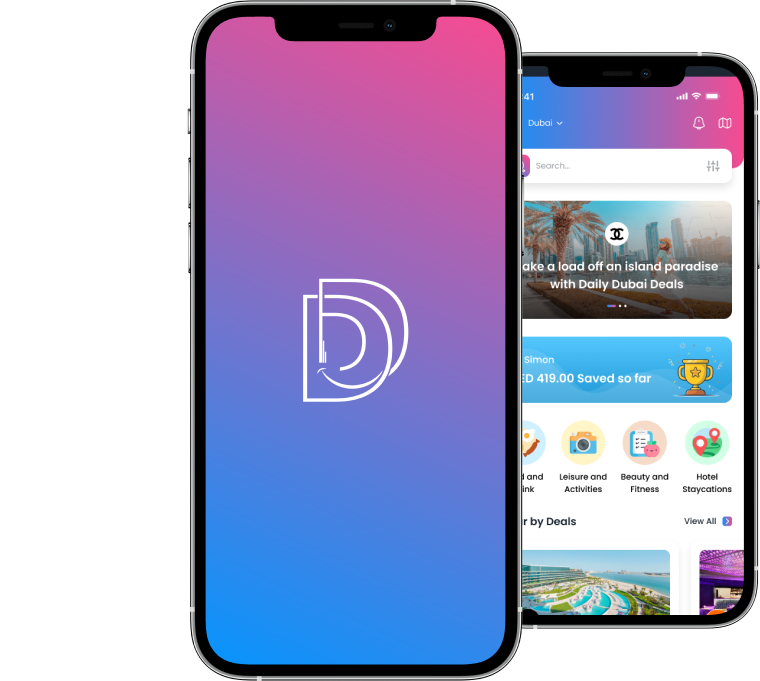 :41
Dubai
Search...
ake a load off an island paradise
with Daily Dubai Deals
Simon
ED 419.00 Saved so far
d and
ink
Leisure and
Activities
Beauty and
Fitness
Hotel
Staycations
r by Deals
View All